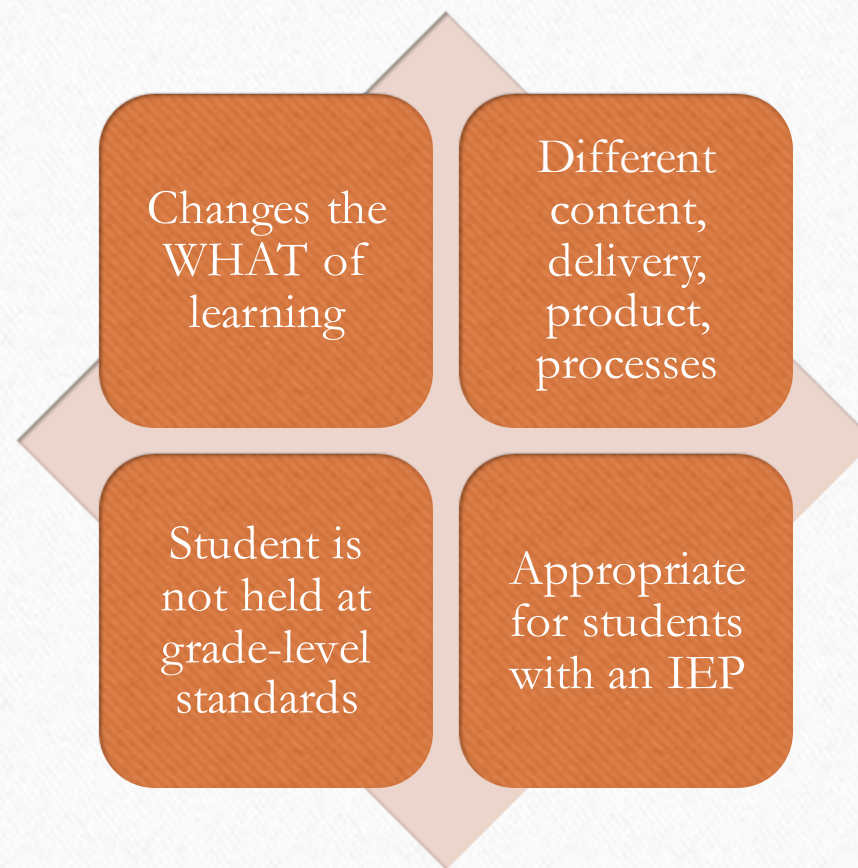 Changes the
WHAT of
learning
Different
content,
delivery,
product,
processes
Student is
not held at
grade-level
standards
Appropriate
for students
with an IEP